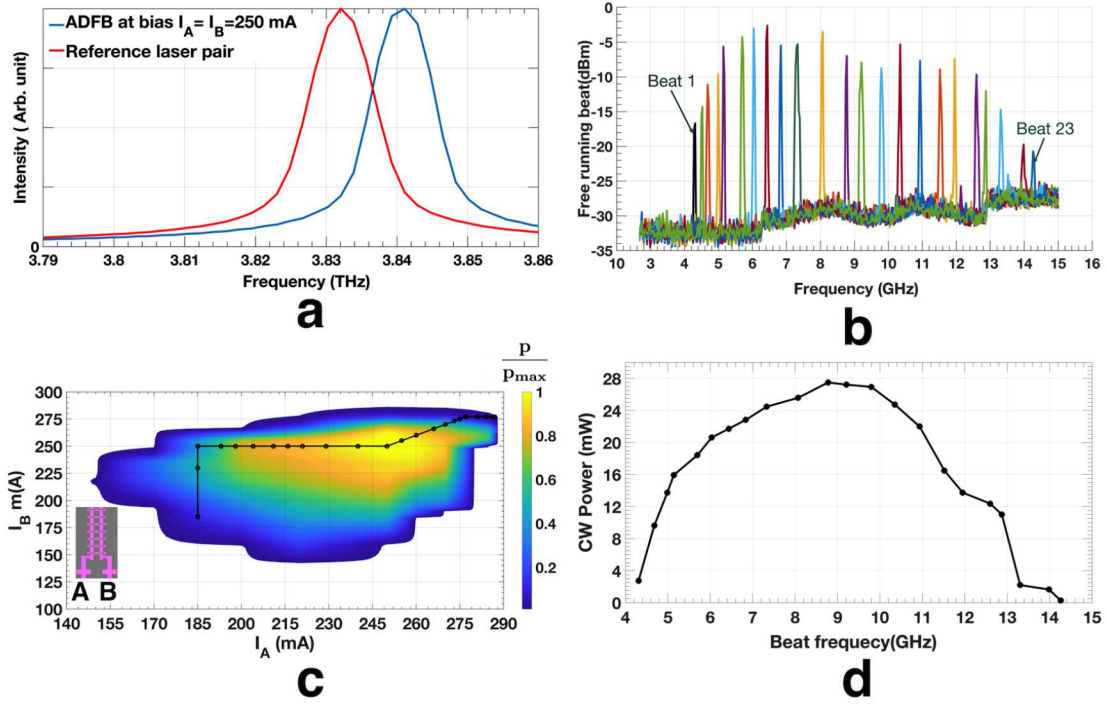 ADFB at bias I_A= I_B=250 mA
Reference laser pair
Intensity ( Arb. unit)
0
3.79 3.8 3.81 3.82 3.83 3.84 3.85 3.86
Frequency (THz)
a
Free running beat(dBm)
0
-5
-10
-15
-20
-25
-30
-35
Beat 1
Beat 23
10 3 4 5 6 7 8 9 10 11 12 13 14 15 16
Frequency (GHz)
b
p
p_max
I_B m(A)
300
275
250
225
200
175
150
125
100
A B
140 155 170 185 200 215 230 245 260 275 290
I_A (mA)
1
0.8
0.6
0.4
0.2
c
CW Power (mW)
28
24
20
16
12
8
4
0
4 5 6 7 8 9 10 11 12 13 14 15
Beat frequecy(GHz)
d